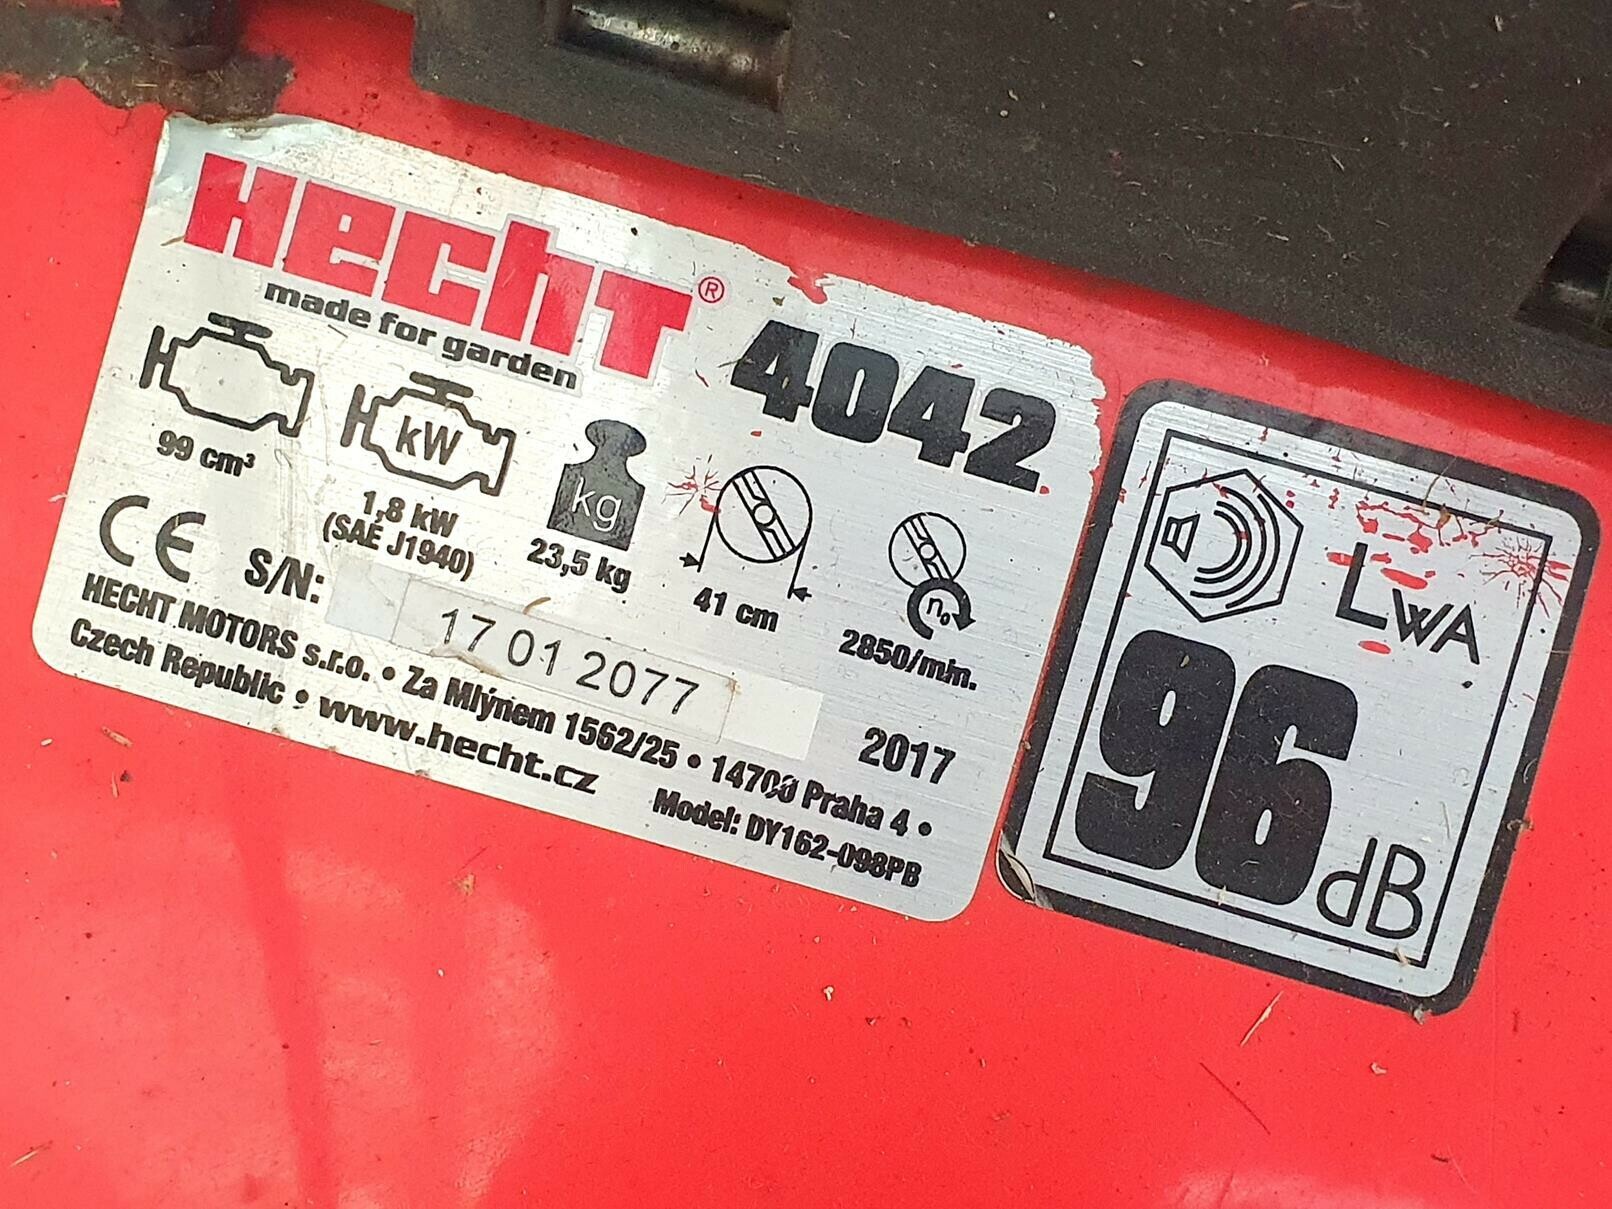 HECHT®
made for garden
4042
99 cm³
kW
1,8 kW
(SAE J1940)
kg
23,5 kg
41 cm
n₀
2850/min.
CE
S/N: 17 01 2077
2017
HECHT MOTORS s.r.o. • Za Mlýnem 1562/25 • 14700 Praha 4 •
Czech Republic • www.hecht.cz
Model: DY162-098PB
LWA
96 dB